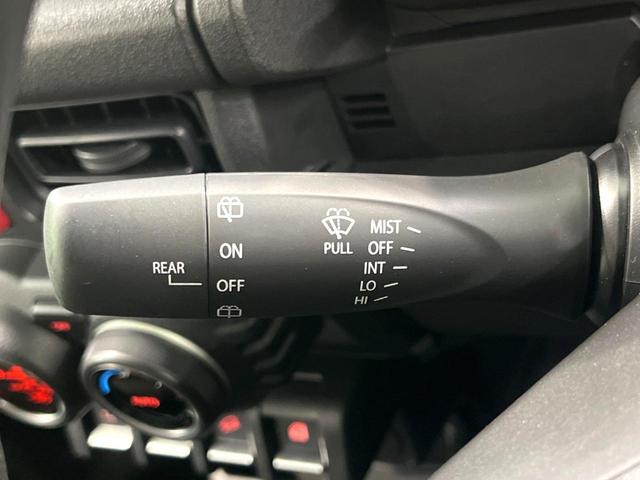 REAR
ON
OFF
PULL
MIST
OFF
INT
LO
HI